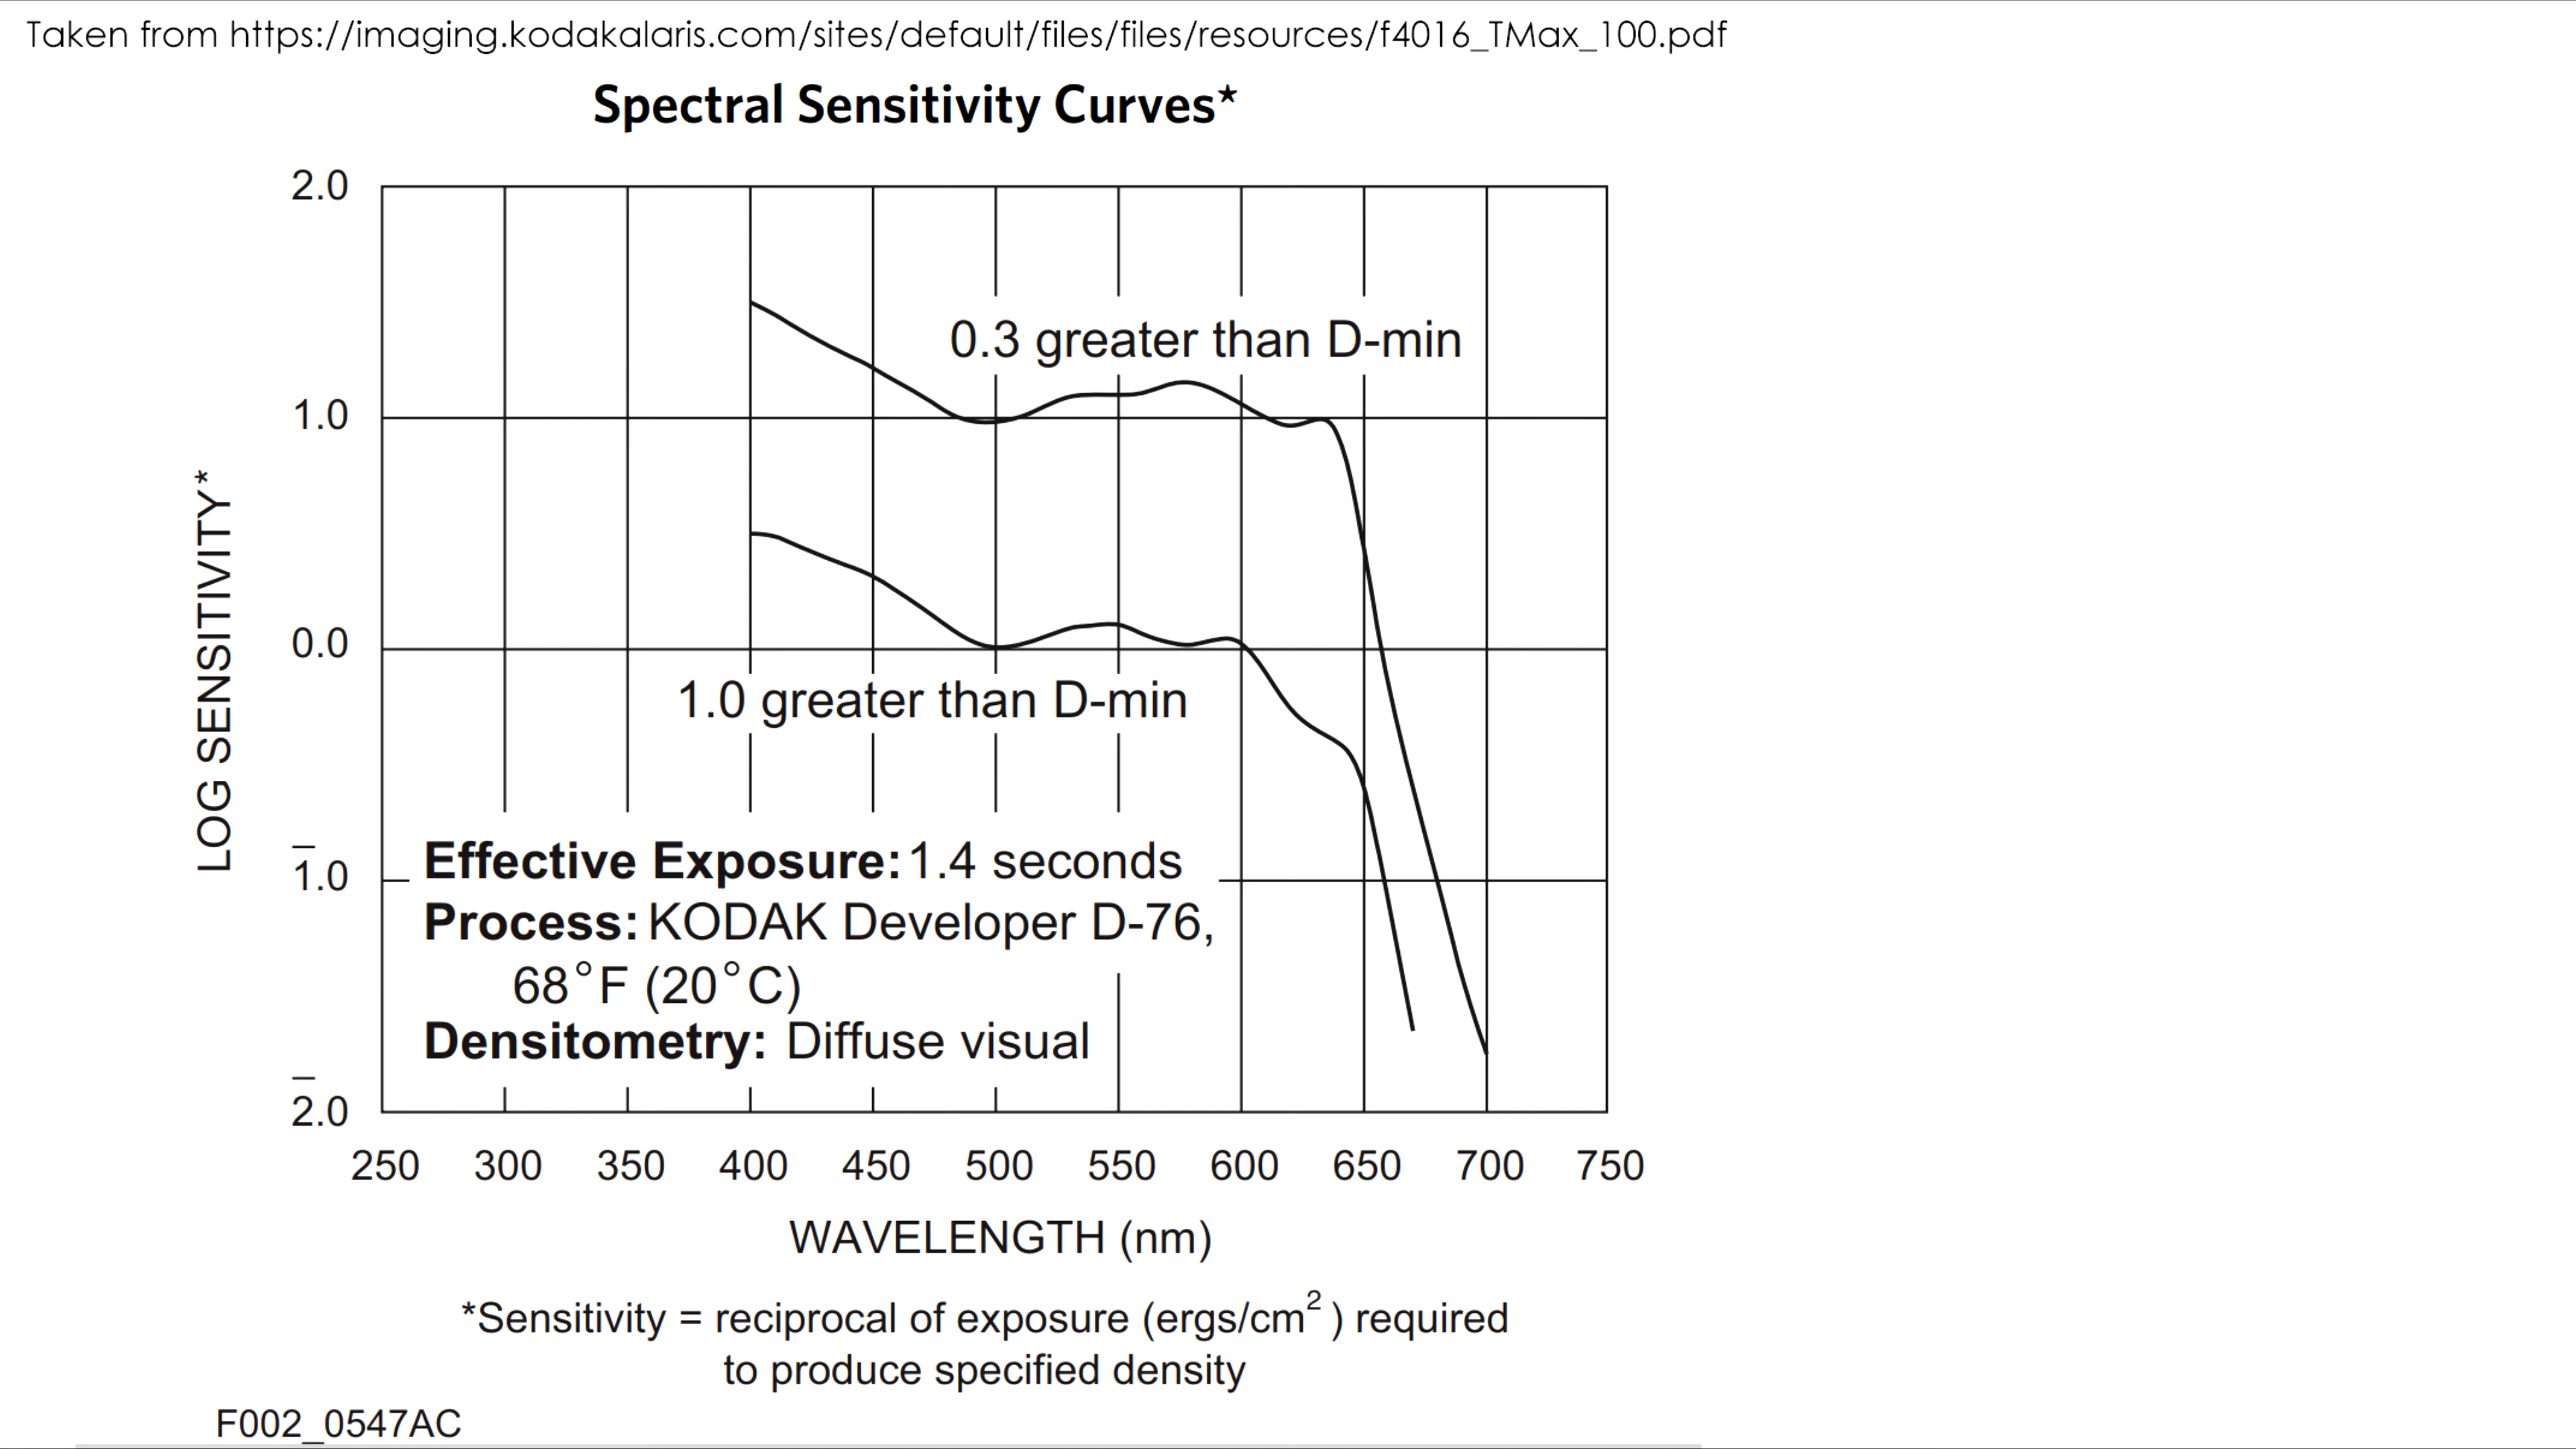 Taken from https://imaging.kodakalaris.com/sites/default/files/files/resources/f4016_TMax_100.pdf
Spectral Sensitivity Curves*
2.0
1.0
0.0
1.0
2.0
LOG SENSITIVITY*
0.3 greater than D-min
1.0 greater than D-min
Effective Exposure: 1.4 seconds
Process: KODAK Developer D-76,
68°F (20°C)
Densitometry: Diffuse visual
250 300 350 400 450 500 550 600 650 700 750
WAVELENGTH (nm)
*Sensitivity = reciprocal of exposure (ergs/cm²) required
to produce specified density
F002_0547AC